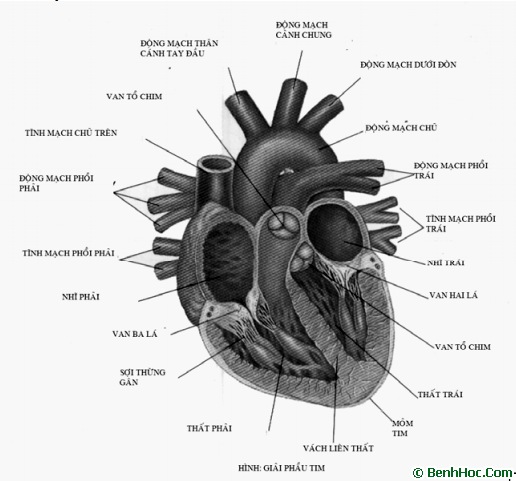 ĐỘNG MẠCH
CẢNH CHUNG
ĐỘNG MẠCH THÂN
CÁNH TAY ĐẦU
ĐỘNG MẠCH DƯỚI ĐÒN
VAN TỔ CHIM
TĨNH MẠCH CHỦ TRÊN
ĐỘNG MẠCH CHỦ
ĐỘNG MẠCH PHỔI
TRÁI
ĐỘNG MẠCH PHỔI
PHẢI
TĨNH MẠCH PHỔI
TRÁI
TĨNH MẠCH PHỔI PHẢI
NHĨ TRÁI
NHĨ PHẢI
VAN HAI LÁ
VAN BA LÁ
VAN TỔ CHIM
SỢI THỪNG
GÂN
THẤT TRÁI
THẤT PHẢI
MỎM
TIM
VÁCH LIÊN THẤT
HÌNH: GIẢI PHẪU TIM
© BenhHoc.Com